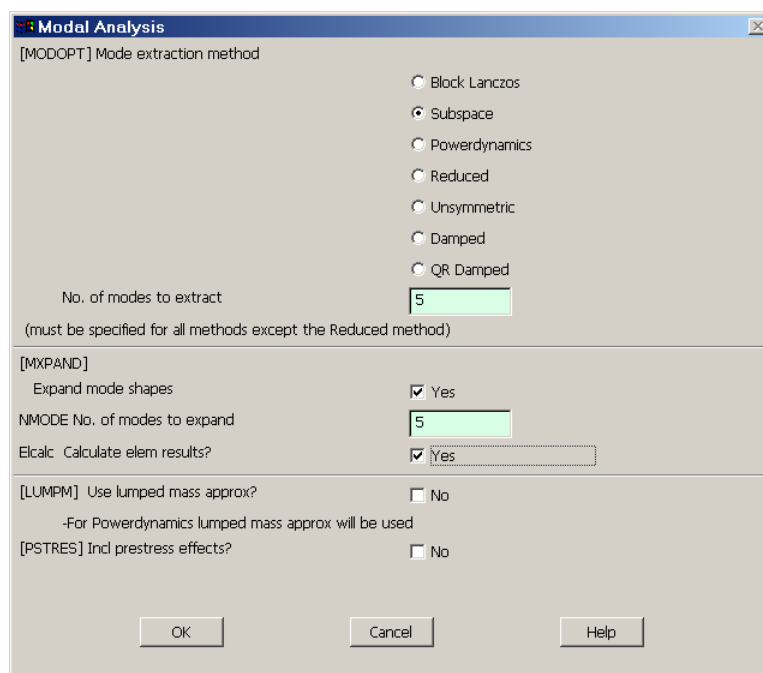 Modal Analysis
[MODOPT] Mode extraction method
Block Lanczos
Subspace
Powerdynamics
Reduced
Unsymmetric
Damped
QR Damped
No. of modes to extract 5
(must be specified for all methods except the Reduced method)
[MXPAND]
Expand mode shapes Yes
NMODE No. of modes to expand 5
Elcalc Calculate elem results? Yes
[LUMPM] Use lumped mass approx? No
-For Powerdynamics lumped mass approx will be used
[PSTRES] Incl prestress effects? No
OK Cancel Help